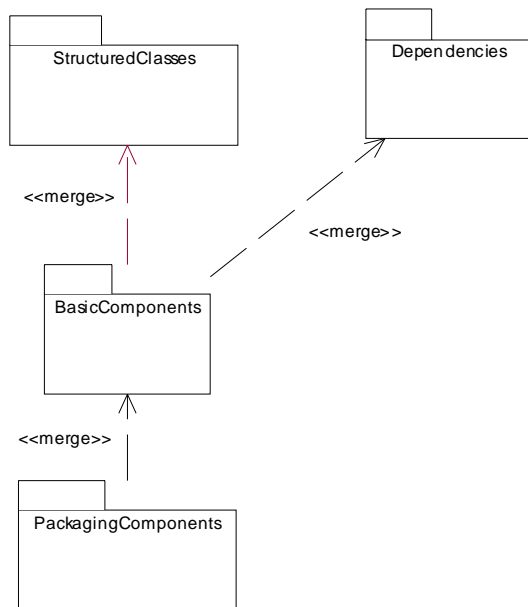 StructuredClasses
Dependencies
<<merge>>
<<merge>>
BasicComponents
<<merge>>
PackagingComponents